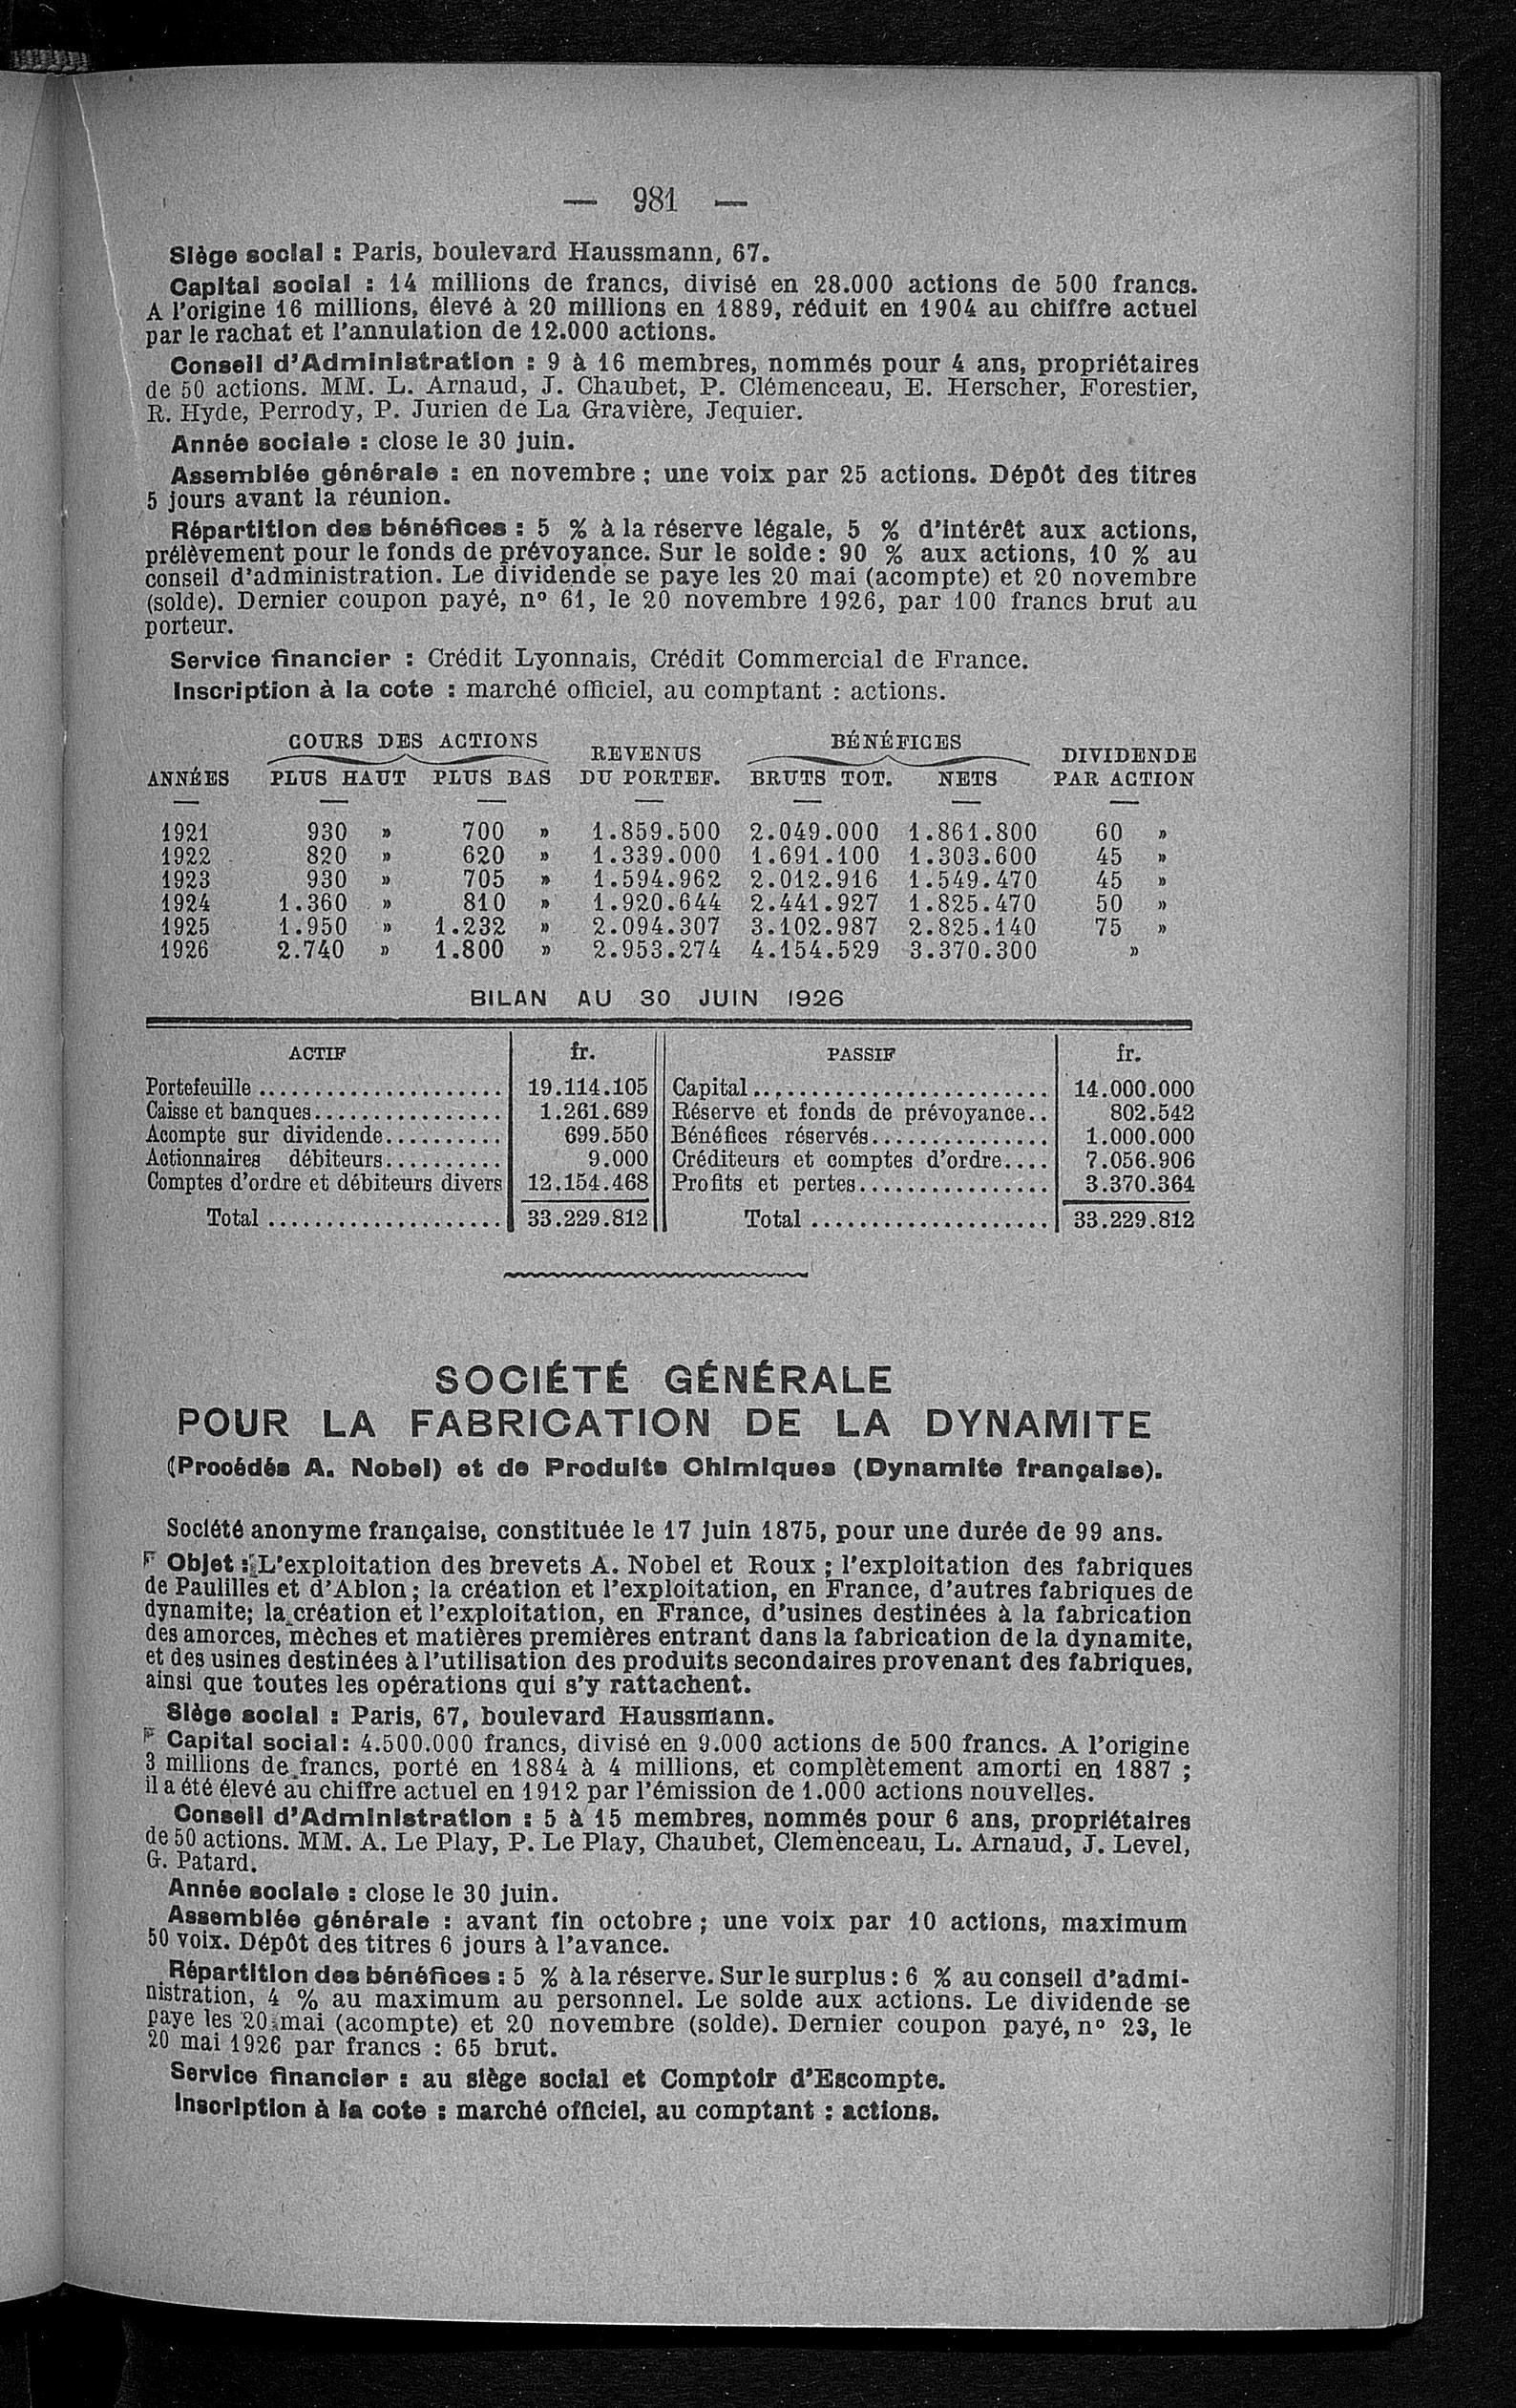 — 981 —
Siège social : Paris, boulevard Haussmann, 67.
Capital social : 14 millions de francs, divisé en 28.000 actions de 500 francs.
A l'origine 16 millions, élevé à 20 millions en 1889, réduit en 1904 au chiffre actuel
par le rachat et l'annulation de 12.000 actions.
Conseil d'Administration : 9 à 16 membres, nommés pour 4 ans, propriétaires
de 50 actions. MM. L. Arnaud, J. Chaubet, P. Clémenceau, E. Herscher, Forestier,
R. Hyde, Perrody, P. Jurien de La Gravière, Jequier.
Année sociale : close le 30 juin.
Assemblée générale : en novembre ; une voix par 25 actions. Dépôt des titres
5 jours avant la réunion.
Répartition des bénéfices : 5 % à la réserve légale, 5 % d'intérêt aux actions,
prélèvement pour le fonds de prévoyance. Sur le solde : 90 % aux actions, 10 % au
conseil d'administration. Le dividende se paye les 20 mai (acompte) et 20 novembre
(solde). Dernier coupon payé, nº 61, le 20 novembre 1926, par 100 francs brut au
porteur.
Service financier : Crédit Lyonnais, Crédit Commercial de France.
Inscription à la cote : marché officiel, au comptant : actions.
COURS DES ACTIONS REVENUS BÉNÉFICES DIVIDENDE
ANNÉES PLUS HAUT PLUS BAS DU PORTEF. BRUTS TOT. NETS PAR ACTION
1921 930 » 700 » 1.859.500 2.049.000 1.861.800 60 »
1922 820 » 620 » 1.339.000 1.691.100 1.303.600 45 »
1923 930 » 705 » 1.594.962 2.012.916 1.549.470 45 »
1924 1.360 » 810 » 1.920.644 2.441.927 1.825.470 50 »
1925 1.950 » 1.232 » 2.094.307 3.102.987 2.825.140 75 »
1926 2.740 » 1.800 » 2.953.274 4.154.529 3.370.300 »
BILAN AU 30 JUIN 1926
ACTIF fr. PASSIF fr.
Portefeuille ..................... 19.114.105 Capital.......................... 14.000.000
Caisse et banques................ 1.261.689 Réserve et fonds de prévoyance.. 802.542
Acompte sur dividende.......... 699.550 Bénéfices réservés............... 1.000.000
Actionnaires débiteurs.......... 9.000 Créditeurs et comptes d'ordre.... 7.056.906
Comptes d'ordre et débiteurs divers 12.154.468 Profits et pertes................ 3.370.364
Total .................... 33.229.812 Total .................... 33.229.812
SOCIÉTÉ GÉNÉRALE
POUR LA FABRICATION DE LA DYNAMITE
(Procédés A. Nobel) et de Produits Chimiques (Dynamite française).
Société anonyme française, constituée le 17 juin 1875, pour une durée de 99 ans.
Objet : L'exploitation des brevets A. Nobel et Roux ; l'exploitation des fabriques
de Paulilles et d'Ablon ; la création et l'exploitation, en France, d'autres fabriques de
dynamite; la création et l'exploitation, en France, d'usines destinées à la fabrication
des amorces, mèches et matières premières entrant dans la fabrication de la dynamite,
et des usines destinées à l'utilisation des produits secondaires provenant des fabriques,
ainsi que toutes les opérations qui s'y rattachent.
Siège social : Paris, 67, boulevard Haussmann.
Capital social : 4.500.000 francs, divisé en 9.000 actions de 500 francs. A l'origine
3 millions de francs, porté en 1884 à 4 millions, et complètement amorti en 1887 ;
il a été élevé au chiffre actuel en 1912 par l'émission de 1.000 actions nouvelles.
Conseil d'Administration : 5 à 15 membres, nommés pour 6 ans, propriétaires
de 50 actions. MM. A. Le Play, P. Le Play, Chaubet, Clemènceau, L. Arnaud, J. Level,
G. Patard.
Année sociale : close le 30 juin.
Assemblée générale : avant fin octobre ; une voix par 10 actions, maximum
50 voix. Dépôt des titres 6 jours à l'avance.
Répartition des bénéfices : 5 % à la réserve. Sur le surplus : 6 % au conseil d'admi-
nistration, 4 % au maximum au personnel. Le solde aux actions. Le dividende se
paye les 20 mai (acompte) et 20 novembre (solde). Dernier coupon payé, nº 23, le
20 mai 1926 par francs : 65 brut.
Service financier : au siège social et Comptoir d'Escompte.
Inscription à la cote : marché officiel, au comptant : actions.